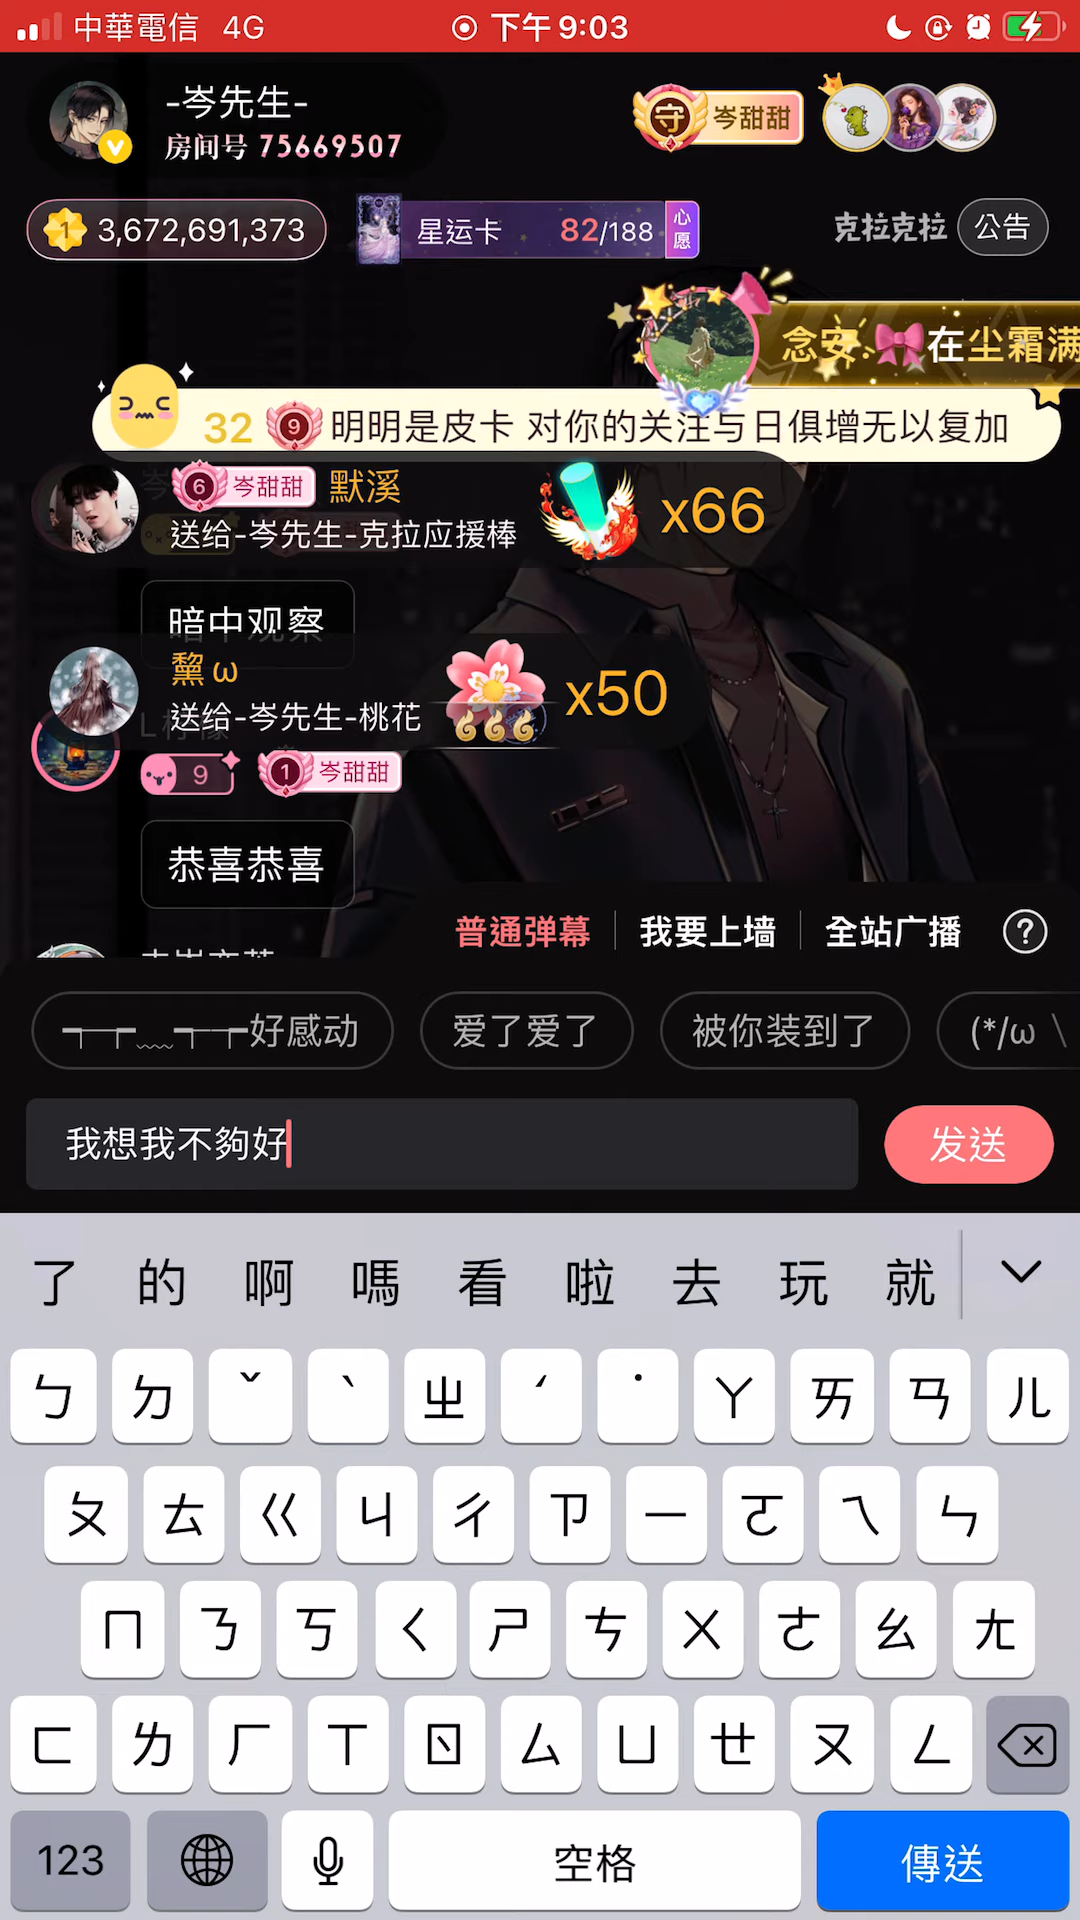 中華電信 4G 下午9:03
-岑先生-
房间号 75669507
守 岑甜甜
1 3,672,691,373
星运卡 82/188 心愿
克拉克拉 公告
念安. 在尘霜满
32 9 明明是皮卡 对你的关注与日俱增无以复加
6 岑甜甜 默溪
送给-岑先生-克拉应援棒 x66
暗中观察
黧ω
送给-岑先生-桃花 x50
9 1 岑甜甜
恭喜恭喜
普通弹幕 我要上墙 全站广播 ?
┭┮﹏┭┮好感动 爱了爱了 被你装到了 (*/ω╲
我想我不夠好 发送
了 的 啊 嗎 看 啦 去 玩 就
ㄅ ㄉ ˇ ˋ ㄓ ˊ ˙ ㄚ ㄞ ㄢ ㄦ
ㄆ ㄊ ㄍ ㄐ ㄔ ㄗ ㄧ ㄛ ㄟ ㄣ
ㄇ ㄋ ㄎ ㄑ ㄕ ㄘ ㄨ ㄜ ㄠ ㄤ
ㄈ ㄌ ㄏ ㄒ ㄖ ㄙ ㄩ ㄝ ㄡ ㄥ
123 空格 傳送